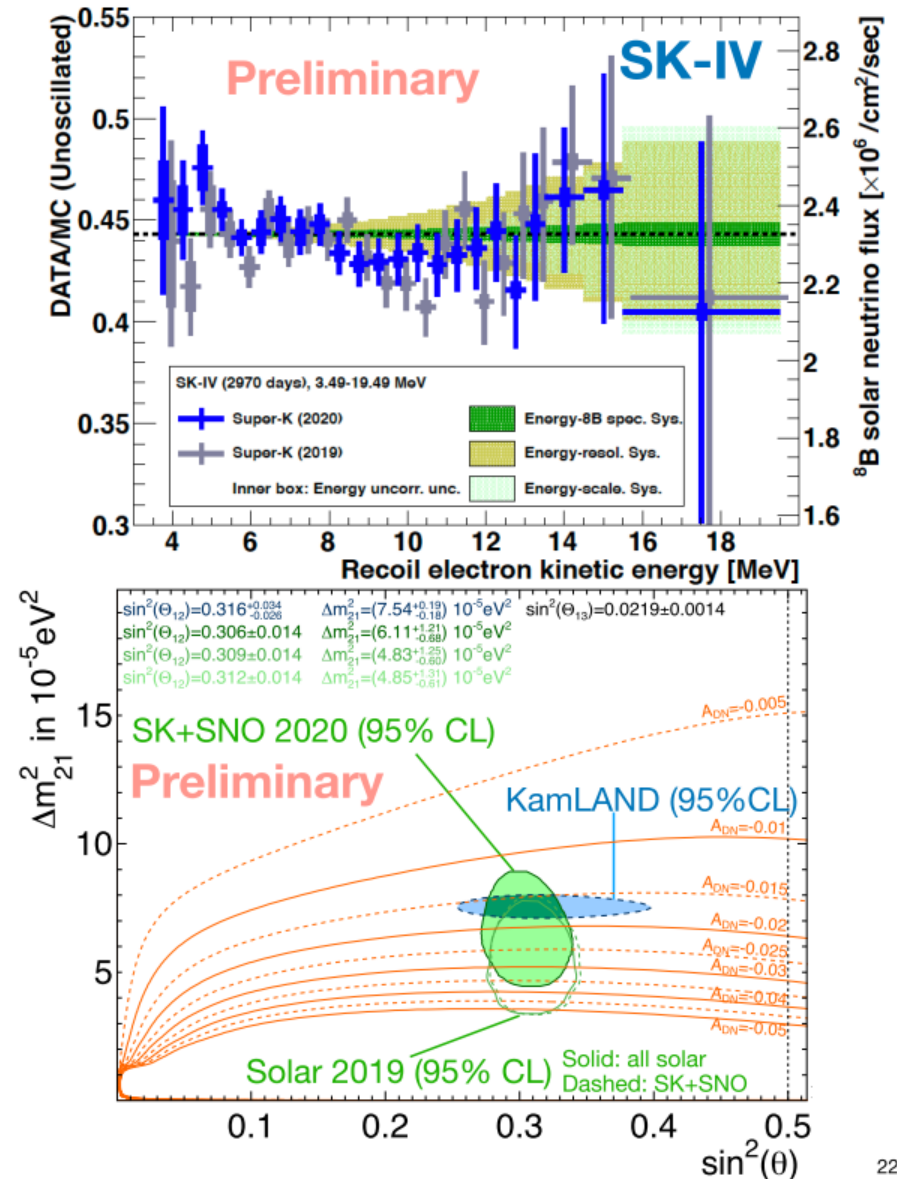 Preliminary
SK-IV
DATA/MC (Unoscillated)
0.55
0.5
0.45
0.4
0.35
0.3
⁸B solar neutrino flux [×10⁶ /cm²/sec]
2.8
2.6
2.4
2.2
2
1.8
1.6
SK-IV (2970 days), 3.49-19.49 MeV
Super-K (2020)
Super-K (2019)
Inner box: Energy uncorr. unc.
Energy-8B spec. Sys.
Energy-resol. Sys.
Energy-scale. Sys.
4 6 8 10 12 14 16 18
Recoil electron kinetic energy [MeV]
sin²(Θ₁₂)=0.316+0.034-0.026 Δm²₂₁=(7.54+0.19-0.18) 10⁻⁵eV² sin²(Θ₁₃)=0.0219±0.0014
sin²(Θ₁₂)=0.306±0.014 Δm²₂₁=(6.11+1.21-0.68) 10⁻⁵eV²
sin²(Θ₁₂)=0.309±0.014 Δm²₂₁=(4.83+1.25-0.60) 10⁻⁵eV²
sin²(Θ₁₂)=0.312±0.014 Δm²₂₁=(4.85+1.31-0.61) 10⁻⁵eV²
Δm²₂₁ in 10⁻⁵eV²
15
10
5
SK+SNO 2020 (95% CL)
Preliminary
KamLAND (95%CL)
A_DN=-0.005
A_DN=-0.01
A_DN=-0.015
A_DN=-0.02
A_DN=-0.025
A_DN=-0.03
A_DN=-0.04
A_DN=-0.05
Solar 2019 (95% CL)
Solid: all solar
Dashed: SK+SNO
0.1 0.2 0.3 0.4 0.5
sin²(θ)
22